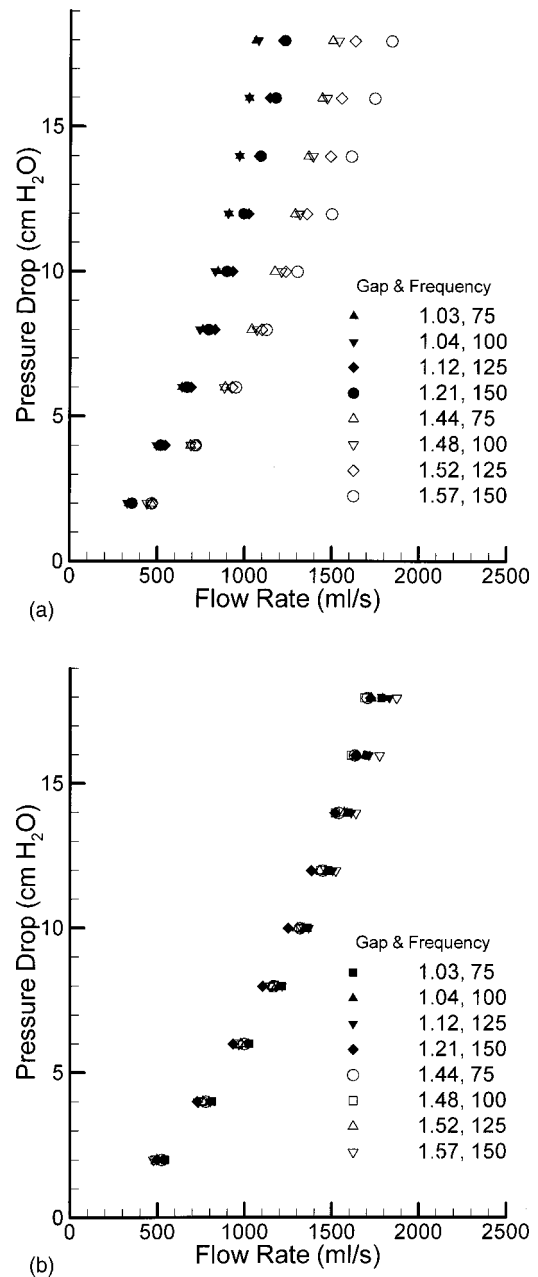 15
10
5
0
Pressure Drop (cm H₂O)
Gap & Frequency
1.03, 75
1.04, 100
1.12, 125
1.21, 150
1.44, 75
1.48, 100
1.52, 125
1.57, 150
0 500 1000 1500 2000 2500
Flow Rate (ml/s)
(a)
15
10
5
0
Pressure Drop (cm H₂O)
Gap & Frequency
1.03, 75
1.04, 100
1.12, 125
1.21, 150
1.44, 75
1.48, 100
1.52, 125
1.57, 150
0 500 1000 1500 2000 2500
Flow Rate (ml/s)
(b)